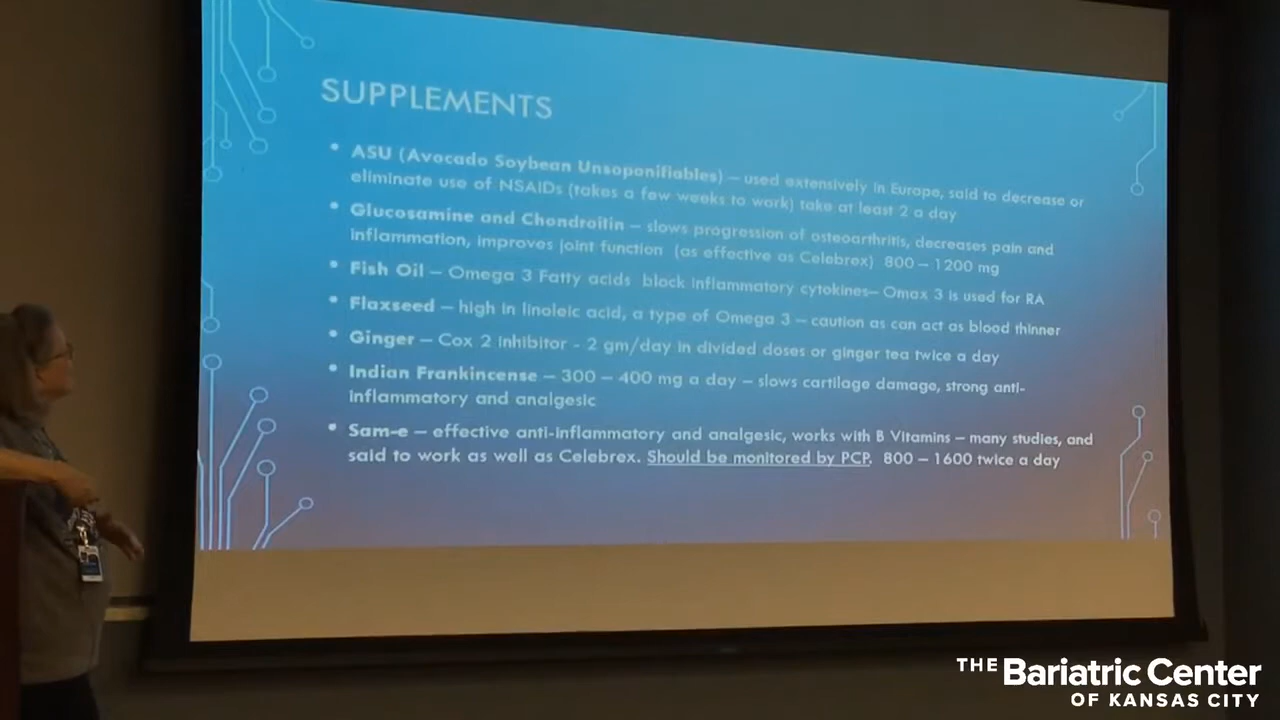 SUPPLEMENTS
• ASU (Avocado Soybean Unsoponifiables) – used extensively in Europe, said to decrease or
eliminate use of NSAIDs (takes a few weeks to work) take at least 2 a day
• Glucosamine and Chondroitin – slows progression of osteoarthritis, decreases pain and
inflammation, improves joint function (as effective as Celebrex) 800 – 1200 mg
• Fish Oil – Omega 3 Fatty acids block inflammatory cytokines– Omax 3 is used for RA
• Flaxseed – high in linoleic acid, a type of Omega 3 – caution as can act as blood thinner
• Ginger – Cox 2 inhibitor - 2 gm/day in divided doses or ginger tea twice a day
• Indian Frankincense – 300 – 400 mg a day – slows cartilage damage, strong anti-
inflammatory and analgesic
• Sam-e – effective anti-inflammatory and analgesic, works with B Vitamins – many studies, and
said to work as well as Celebrex. Should be monitored by PCP. 800 – 1600 twice a day
THE Bariatric Center
OF KANSAS CITY